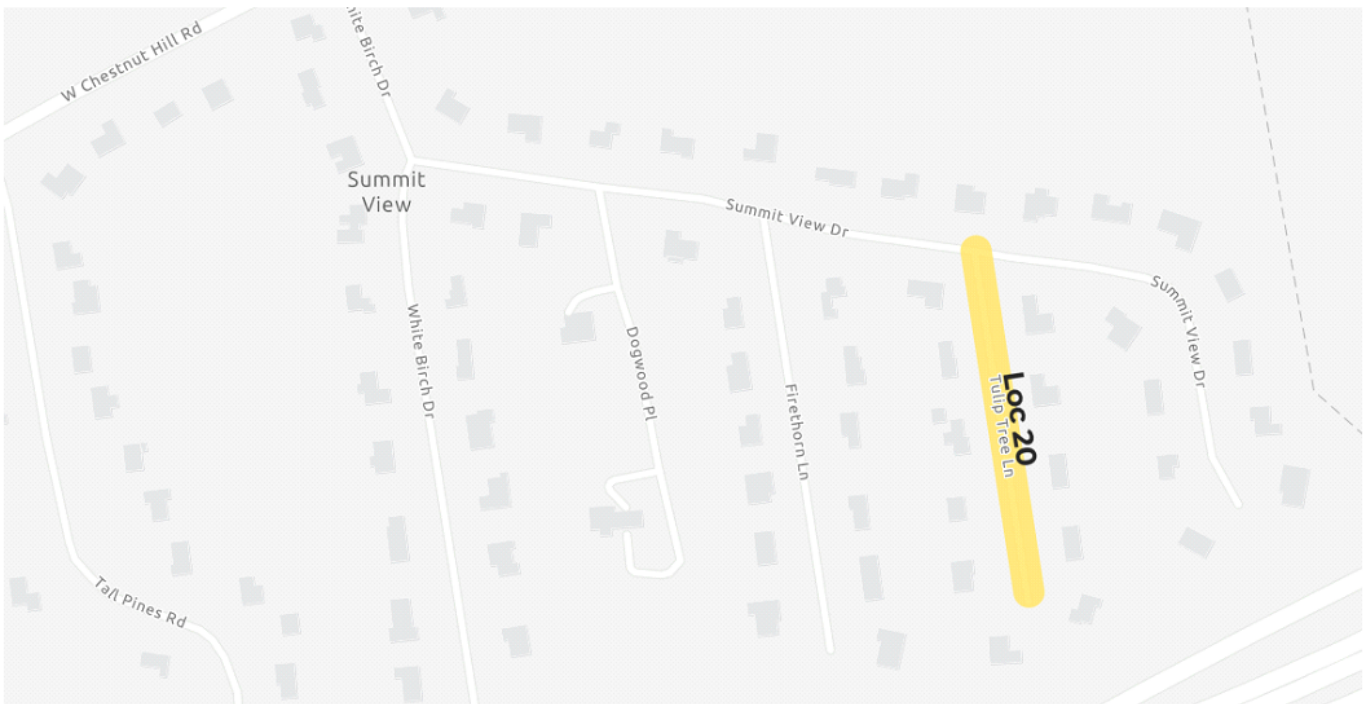 W Chestnut Hill Rd
ite Birch Dr
Summit
View
Summit View Dr
Summit View Dr
White Birch Dr
Dogwood Pl
Firethorn Ln
Loc 20
Tulip Tree Ln
Tall Pines Rd